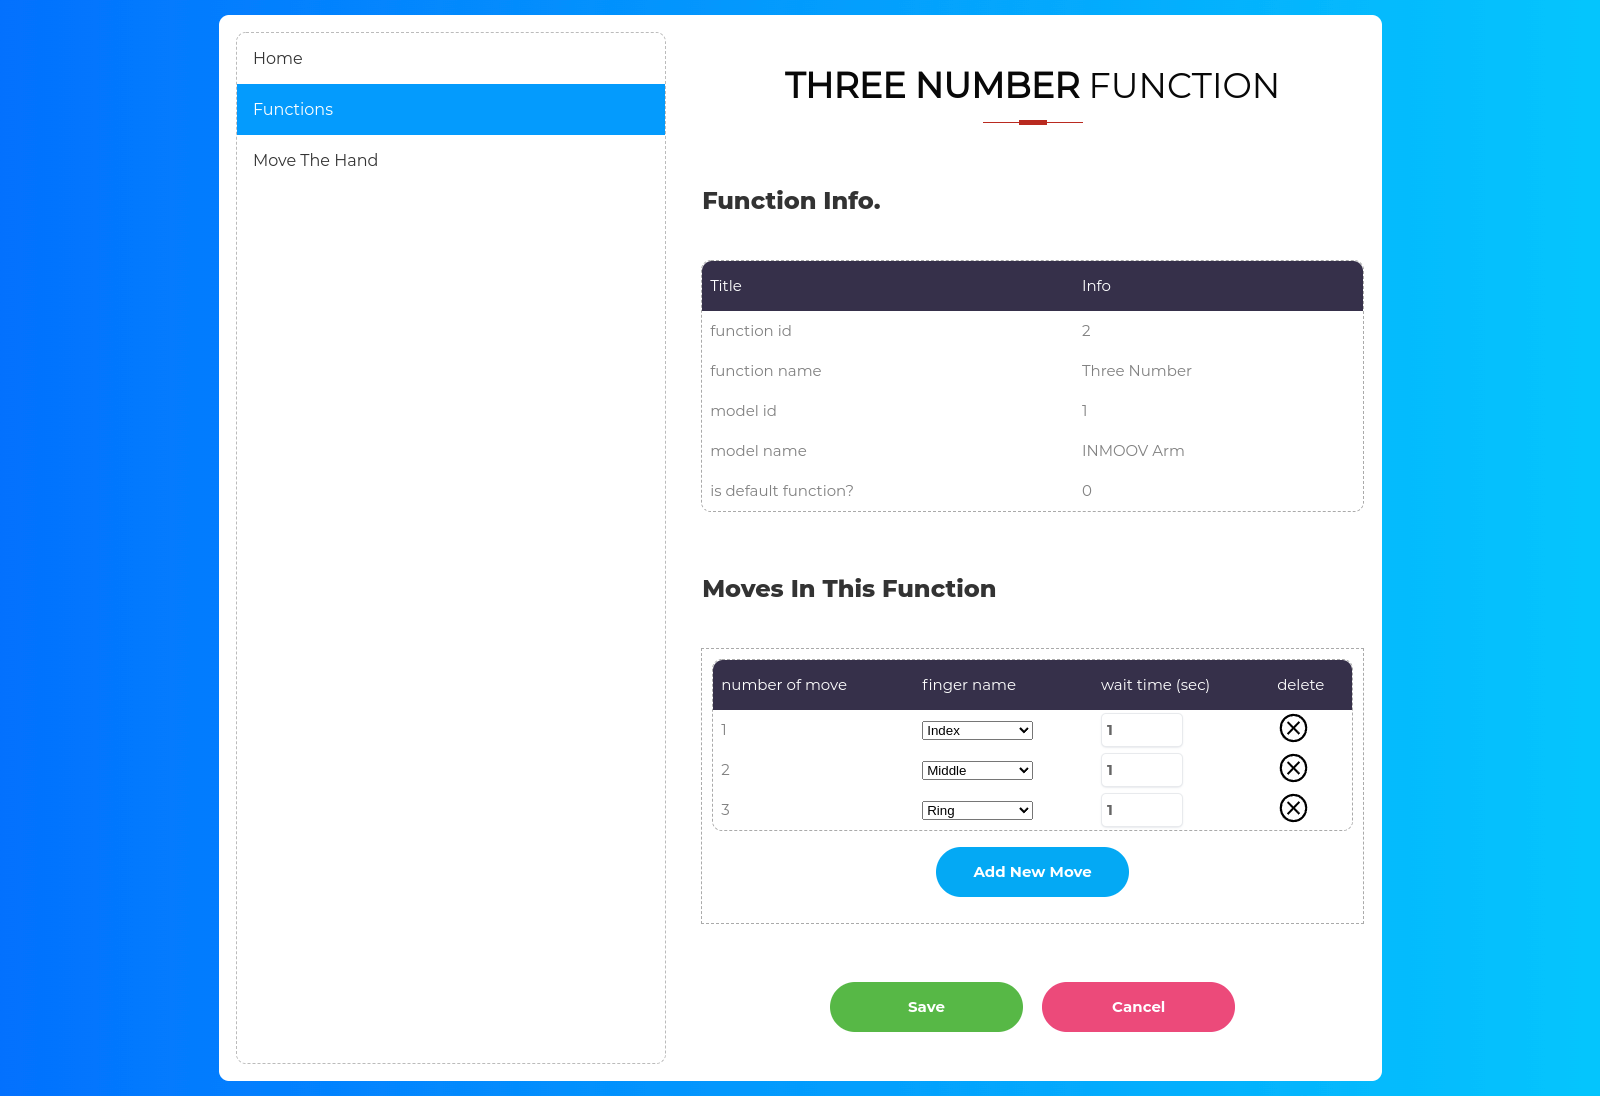 Home
Functions
Move The Hand
THREE NUMBER FUNCTION
Function Info.
Title Info
function id 2
function name Three Number
model id 1
model name INMOOV Arm
is default function? 0
Moves In This Function
number of move finger name wait time (sec) delete
1 Index 1
2 Middle 1
3 Ring 1
Add New Move
Save Cancel